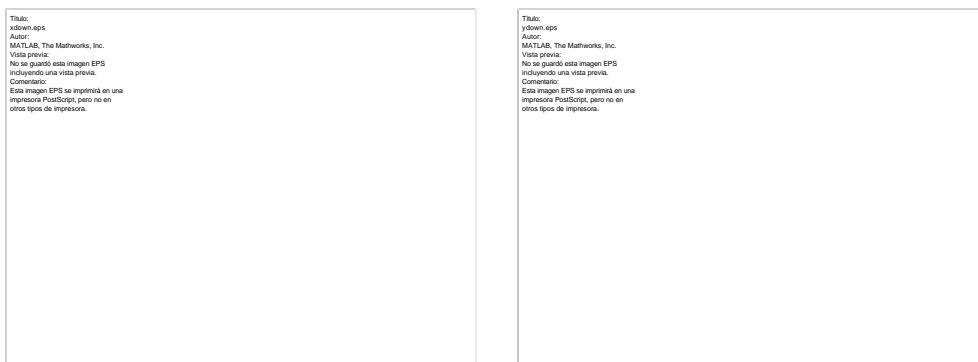 Título:
xdown.eps
Autor:
MATLAB, The Mathworks, Inc.
Vista previa:
No se guardó esta imagen EPS
incluyendo una vista previa.
Comentario:
Esta imagen EPS se imprimirá en una
impresora PostScript, pero no en
otros tipos de impresora.
Título:
ydown.eps
Autor:
MATLAB, The Mathworks, Inc.
Vista previa:
No se guardó esta imagen EPS
incluyendo una vista previa.
Comentario:
Esta imagen EPS se imprimirá en una
impresora PostScript, pero no en
otros tipos de impresora.